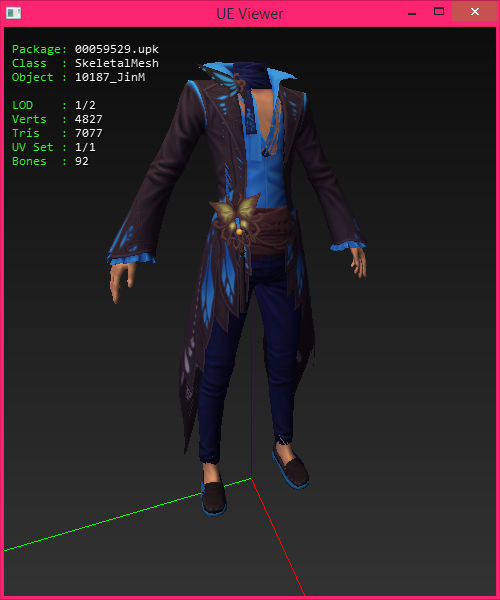 UE Viewer
Package: 00059529.upk
Class : SkeletalMesh
Object : 10187_JinM
LOD : 1/2
Verts : 4827
Tris : 7077
UV Set : 1/1
Bones : 92